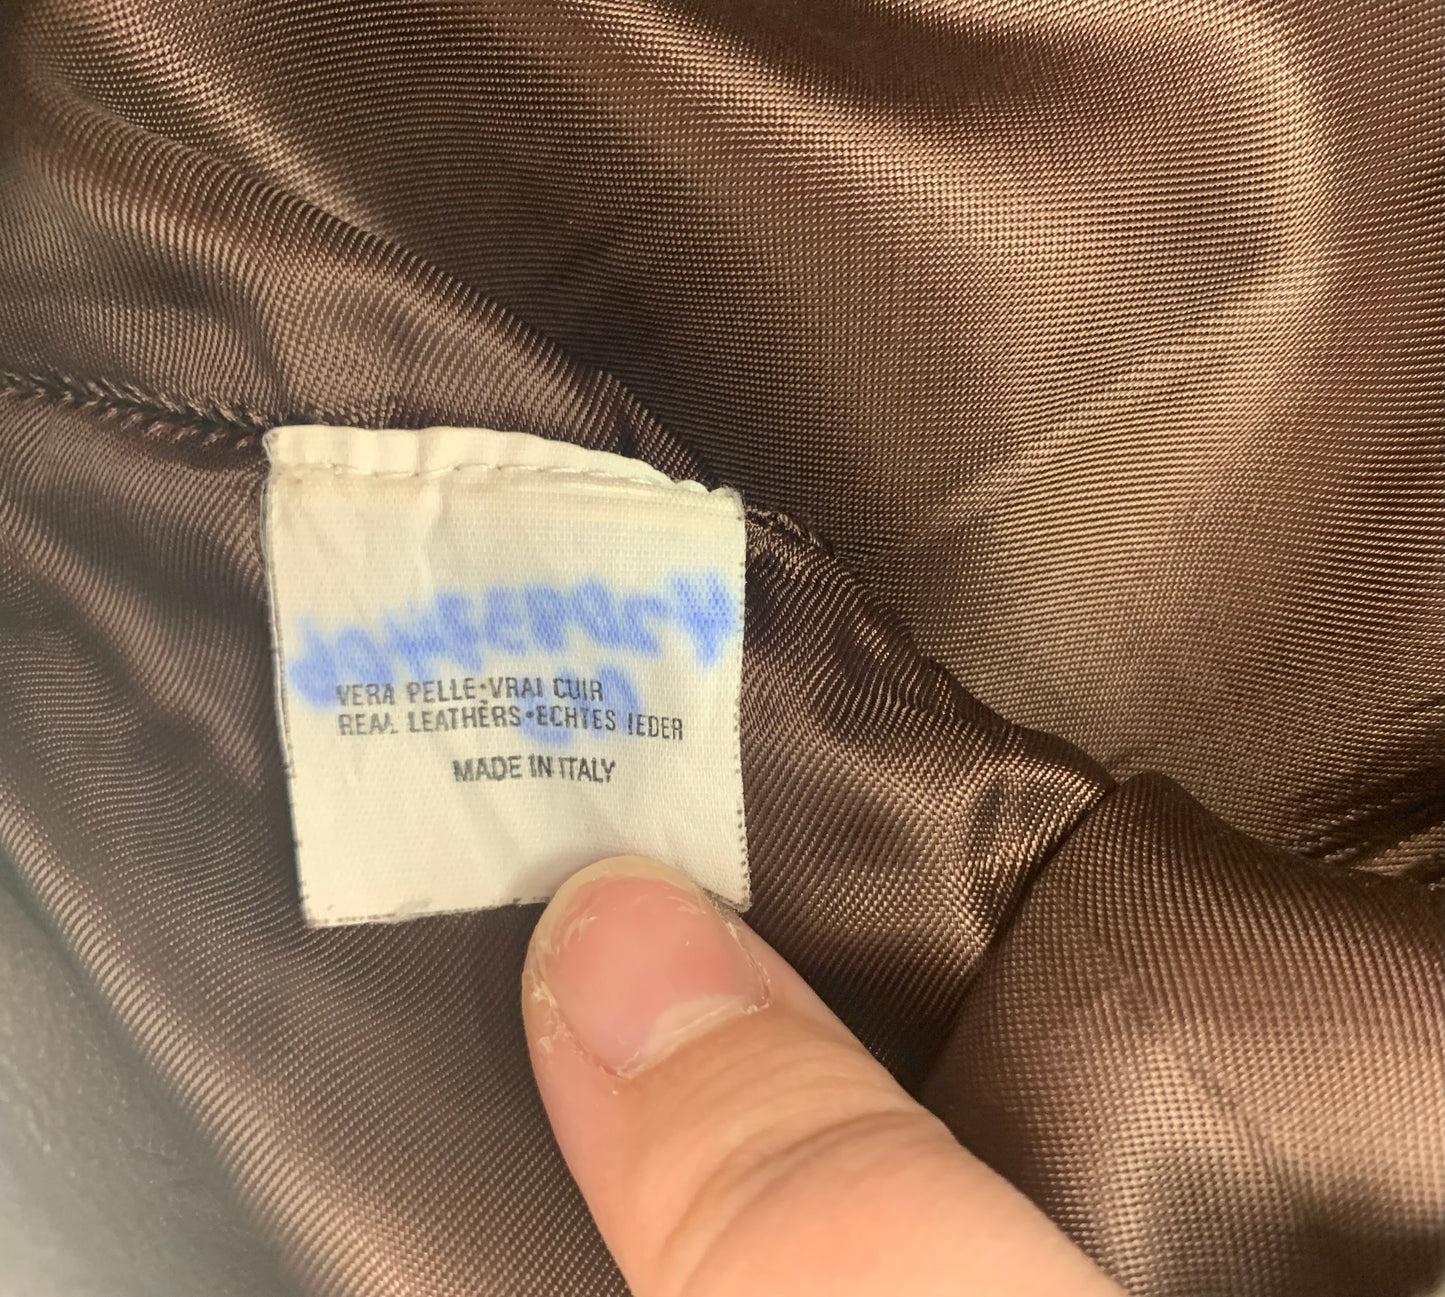 VERA PELLE·VRAI CUIR
REAL LEATHERS·ECHTES LEDER
MADE IN ITALY